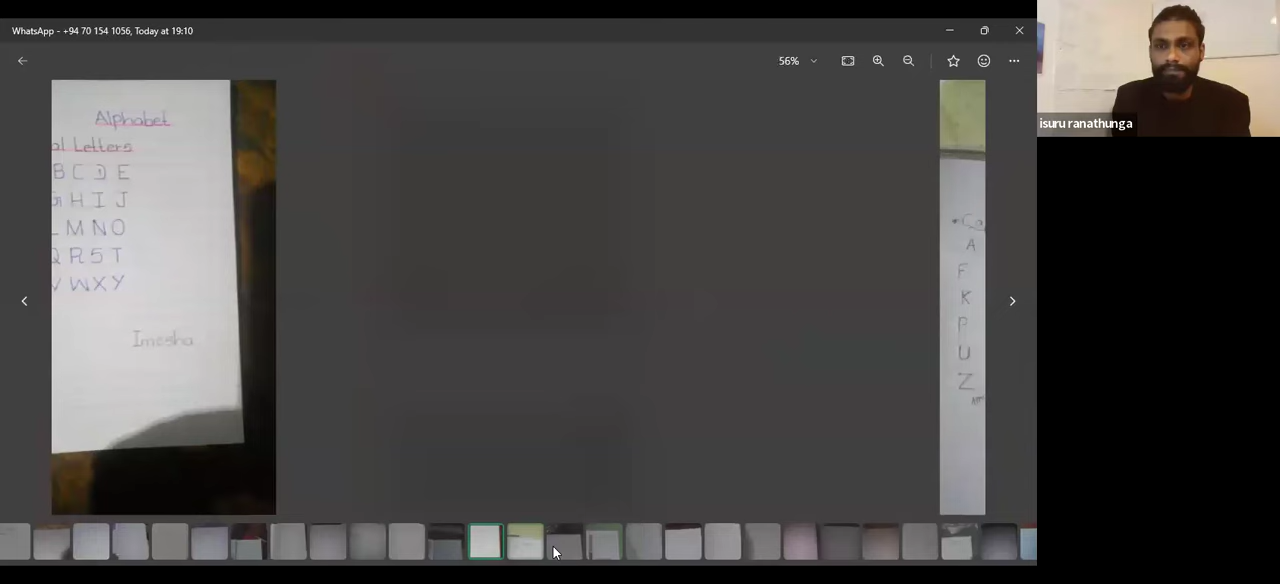 WhatsApp - +94 70 154 1056, Today at 19:10
56%
isuru ranathunga
Alphabet
al Letters
B C D E
G H I J
L M N O
Q R S T
V W X Y
Imesha
A
F
K
P
U
Z